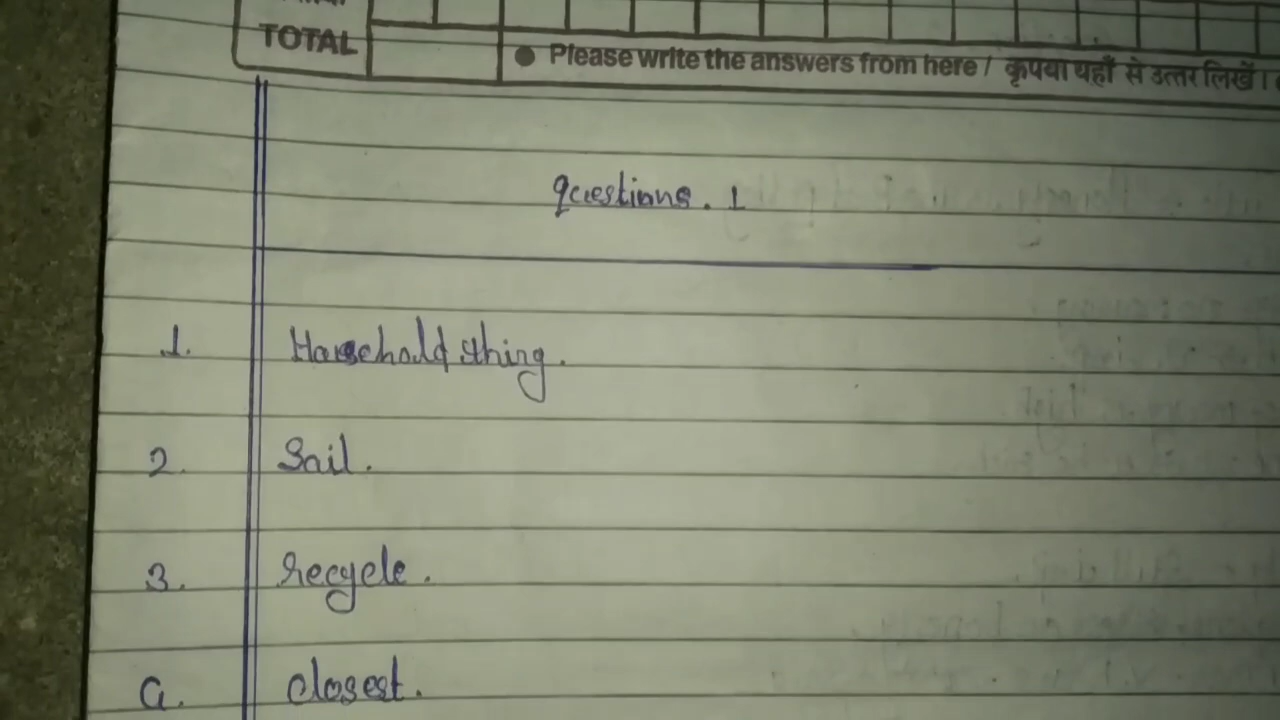 TOTAL
● Please write the answers from here / कृपया यहाँ से उत्तर लिखें।
Questions. 1
1. Household thing.
2. Sail.
3. recycle.
a. closest.